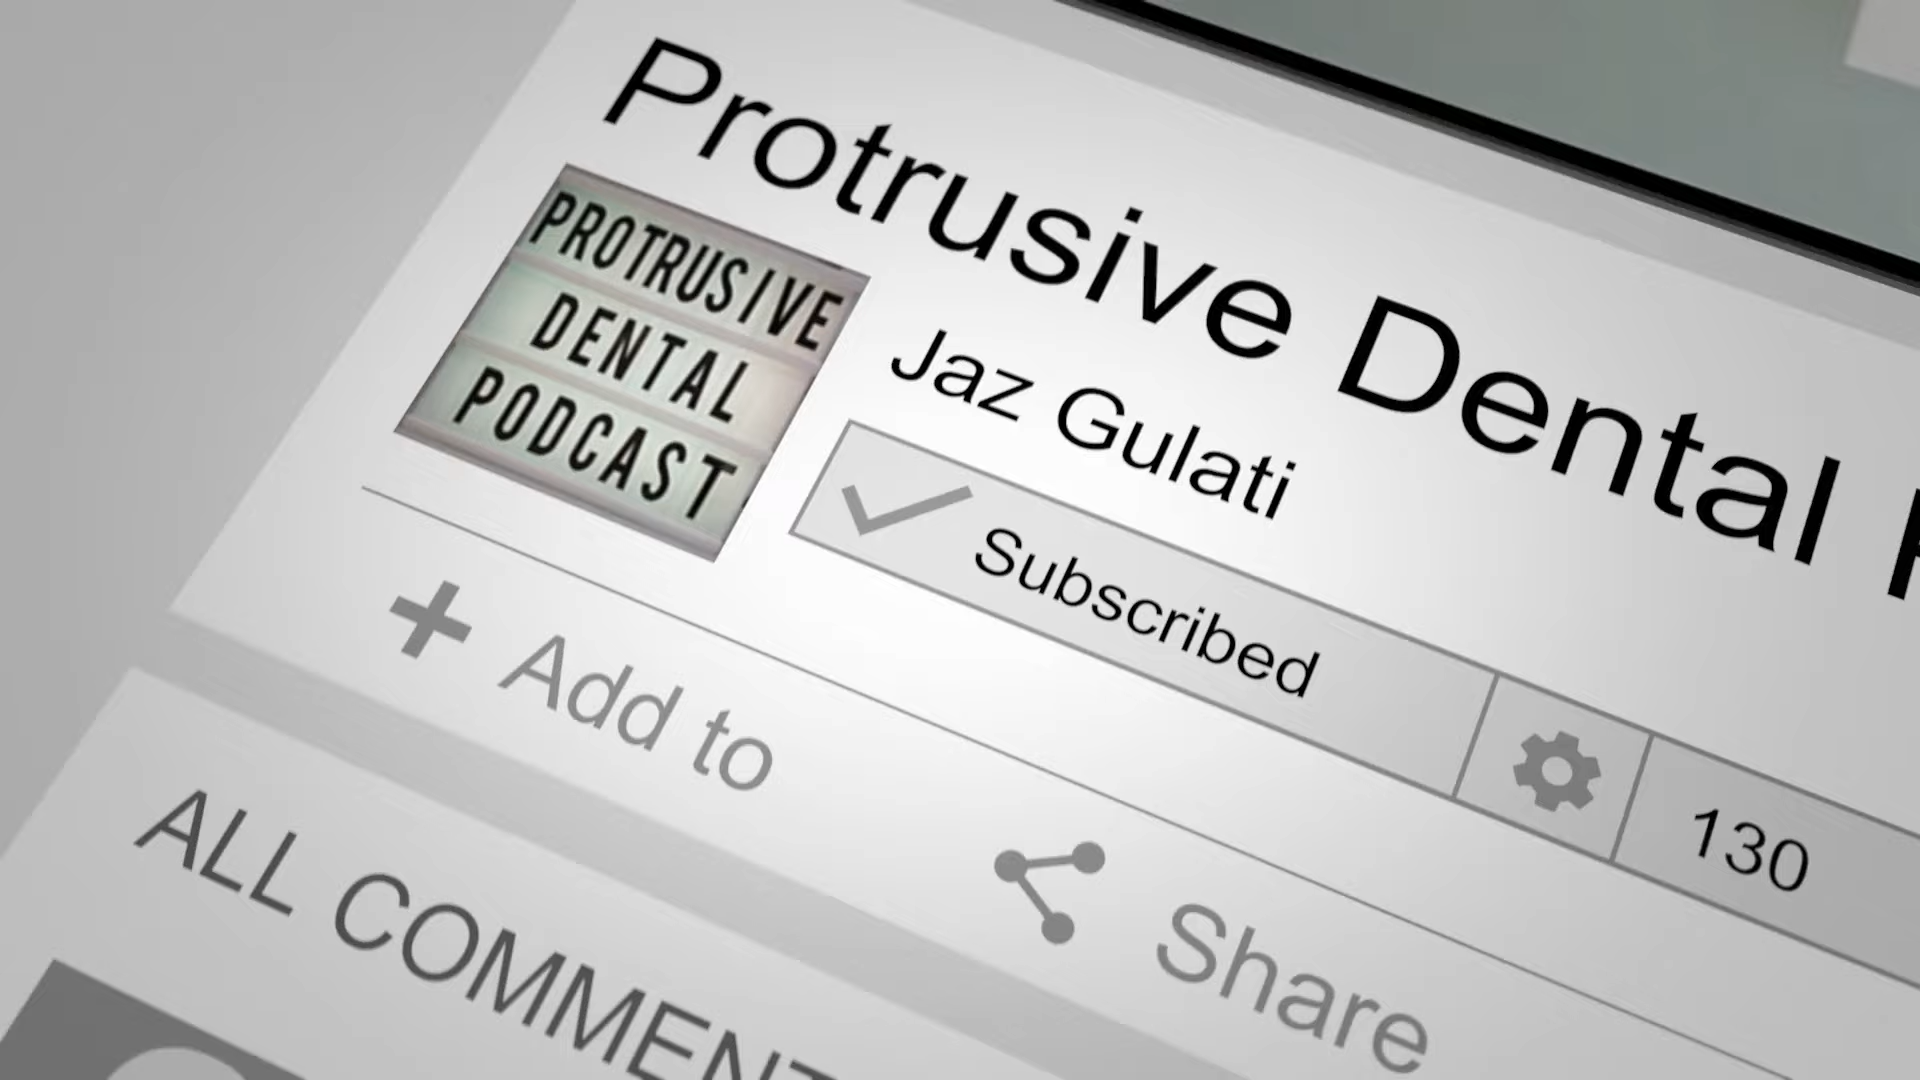 Protrusive Dental
PROTRUSIVE
DENTAL
PODCAST
Jaz Gulati
Subscribed
130
Add to
Share
ALL COMMENT